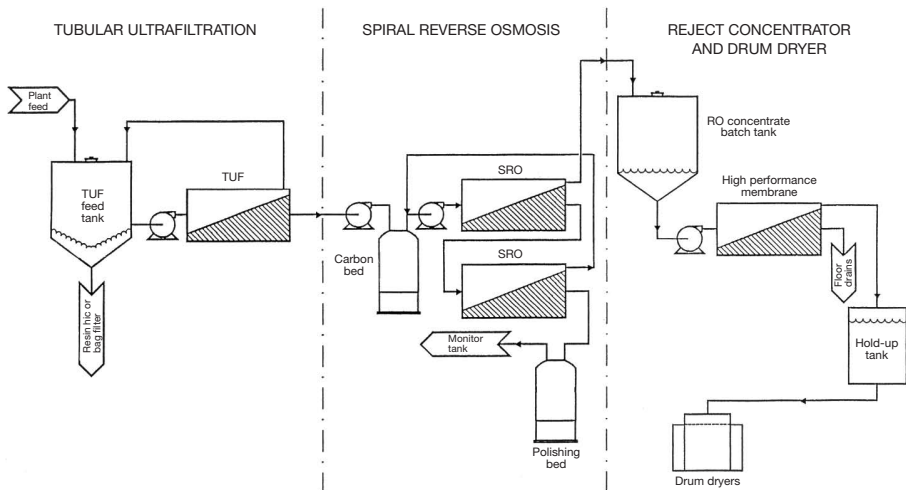 TUBULAR ULTRAFILTRATION
SPIRAL REVERSE OSMOSIS
REJECT CONCENTRATOR
AND DRUM DRYER
Plant
feed
TUF
feed
tank
TUF
Resin hic or
bag filter
Carbon
bed
SRO
SRO
Monitor
tank
Polishing
bed
RO concentrate
batch tank
High performance
membrane
Floor
drains
Hold-up
tank
Drum dryers